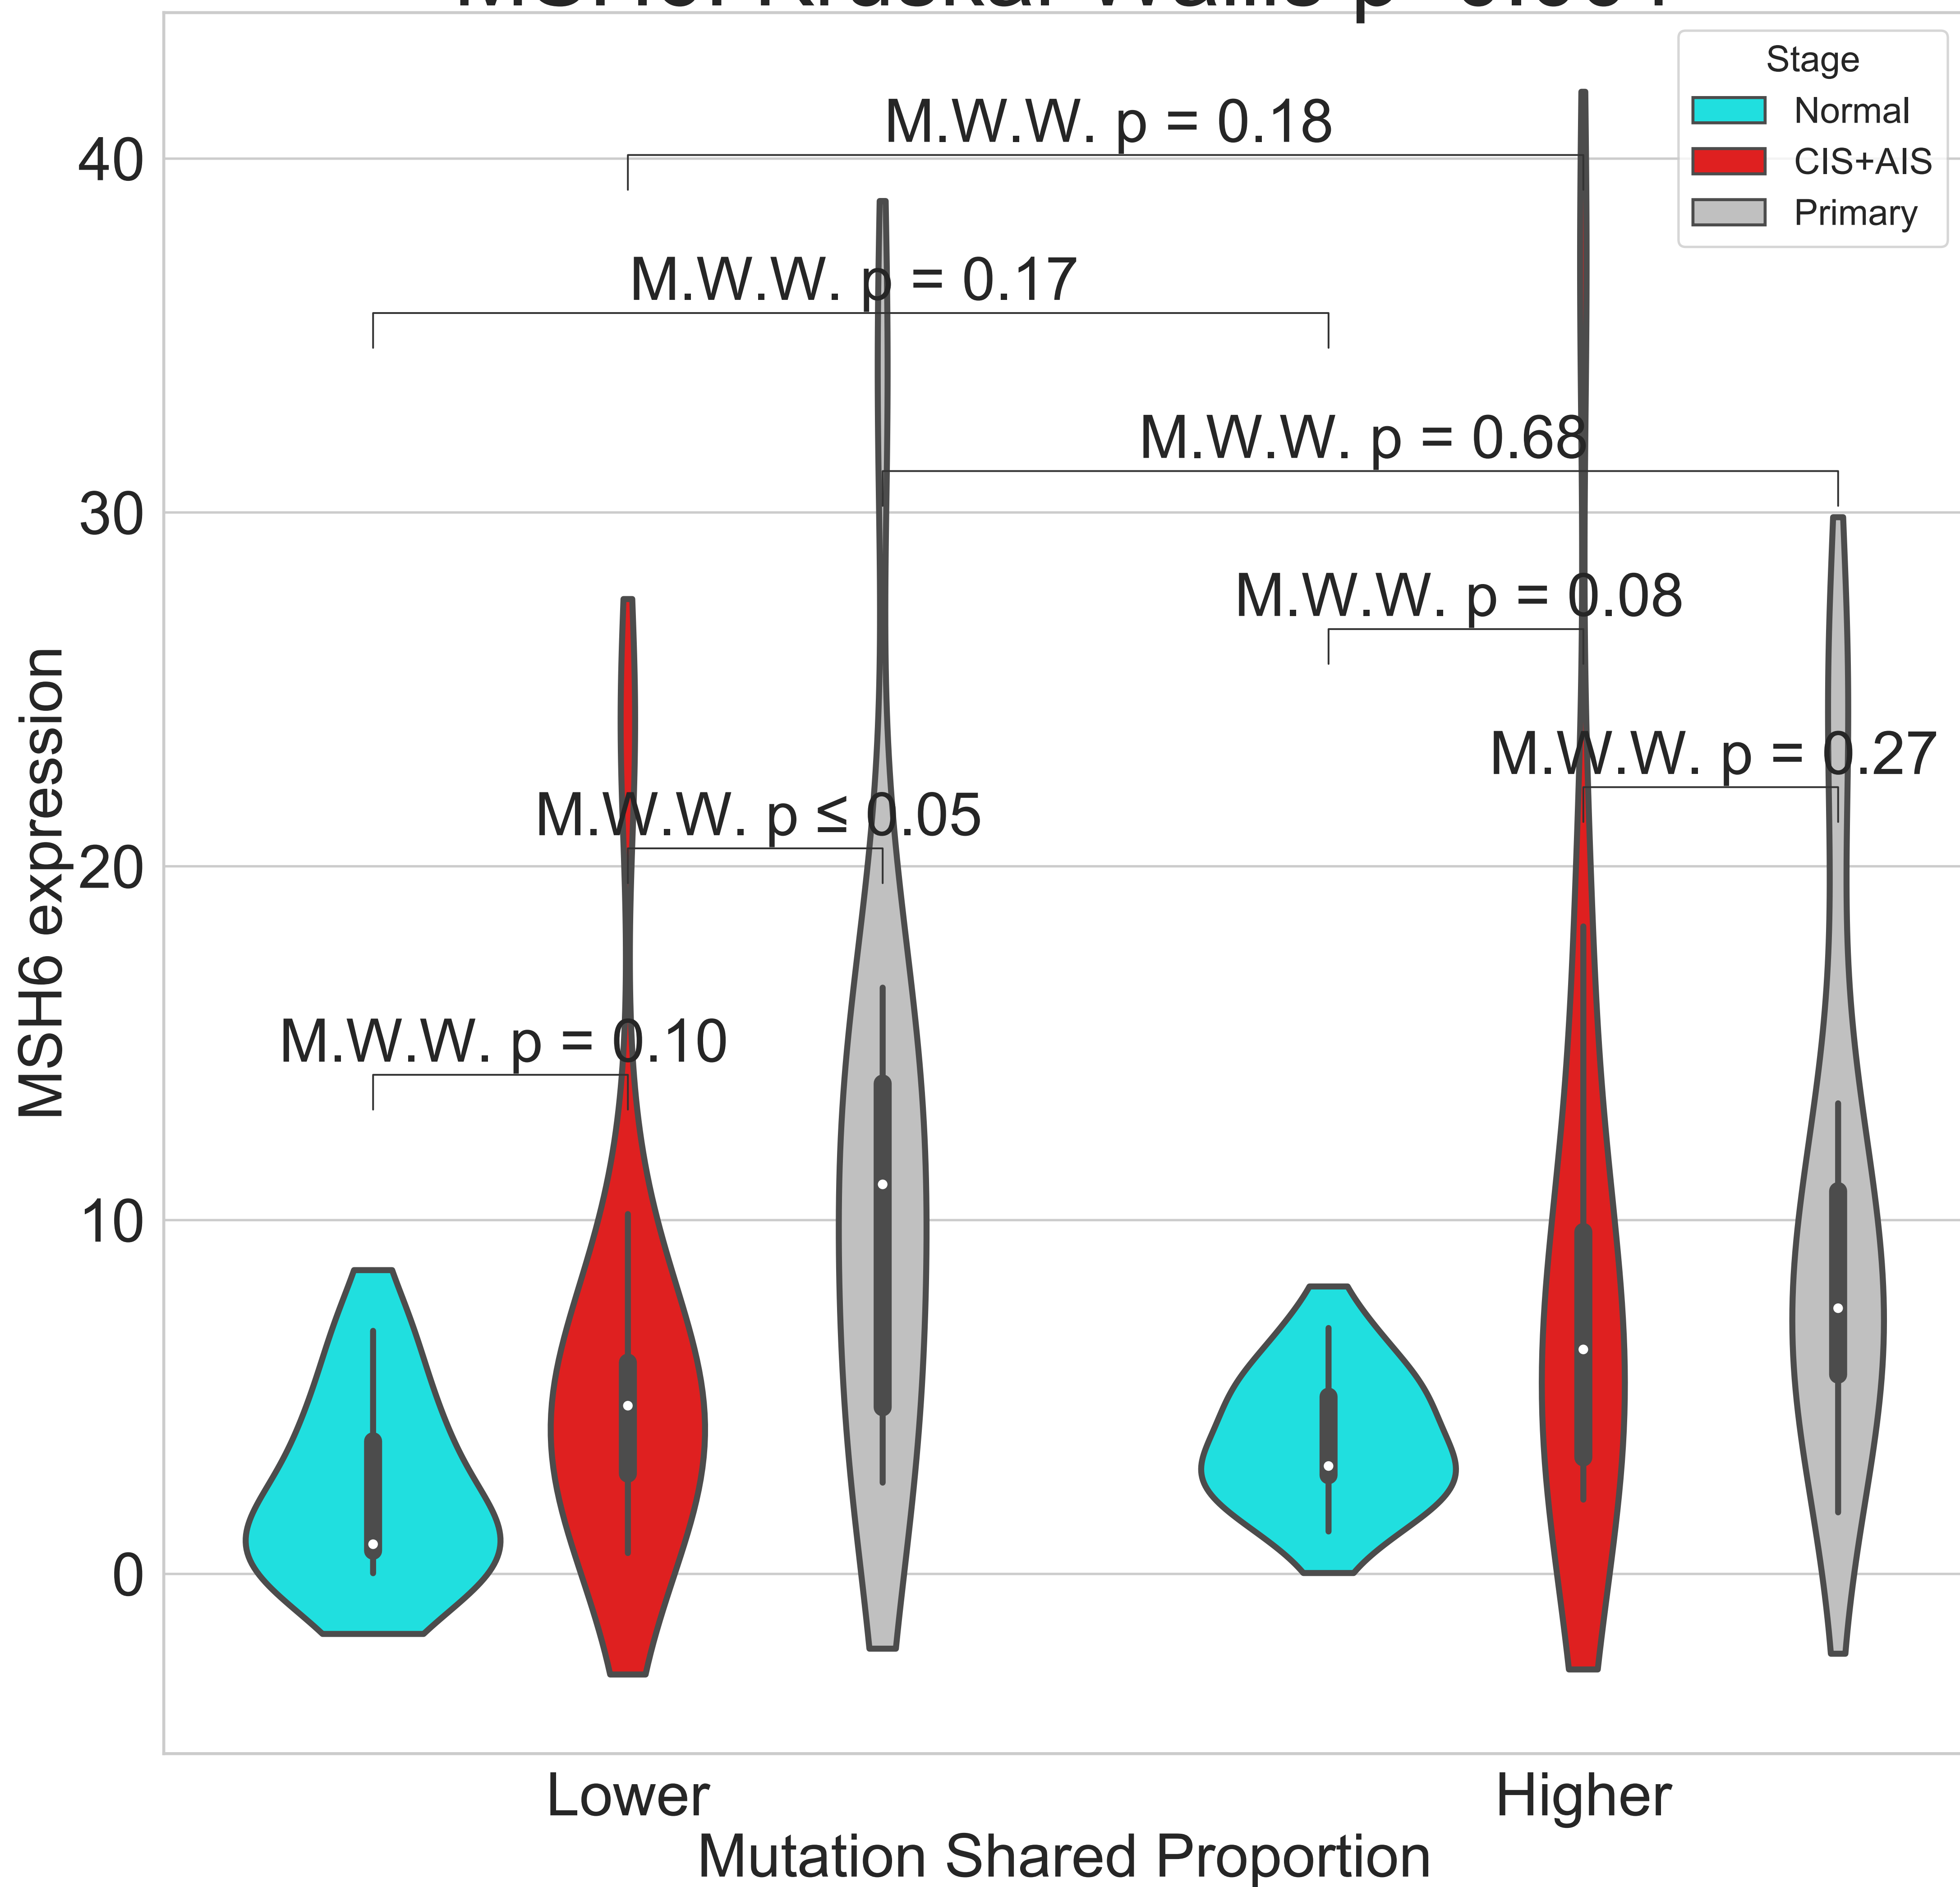 Stage
Normal
CIS+AIS
Primary
M.W.W. p = 0.18
M.W.W. p = 0.17
M.W.W. p = 0.68
M.W.W. p = 0.08
M.W.W. p = 0.27
M.W.W. p ≤ 0.05
M.W.W. p = 0.10
40
30
20
10
0
MSH6 expression
Lower
Higher
Mutation Shared Proportion